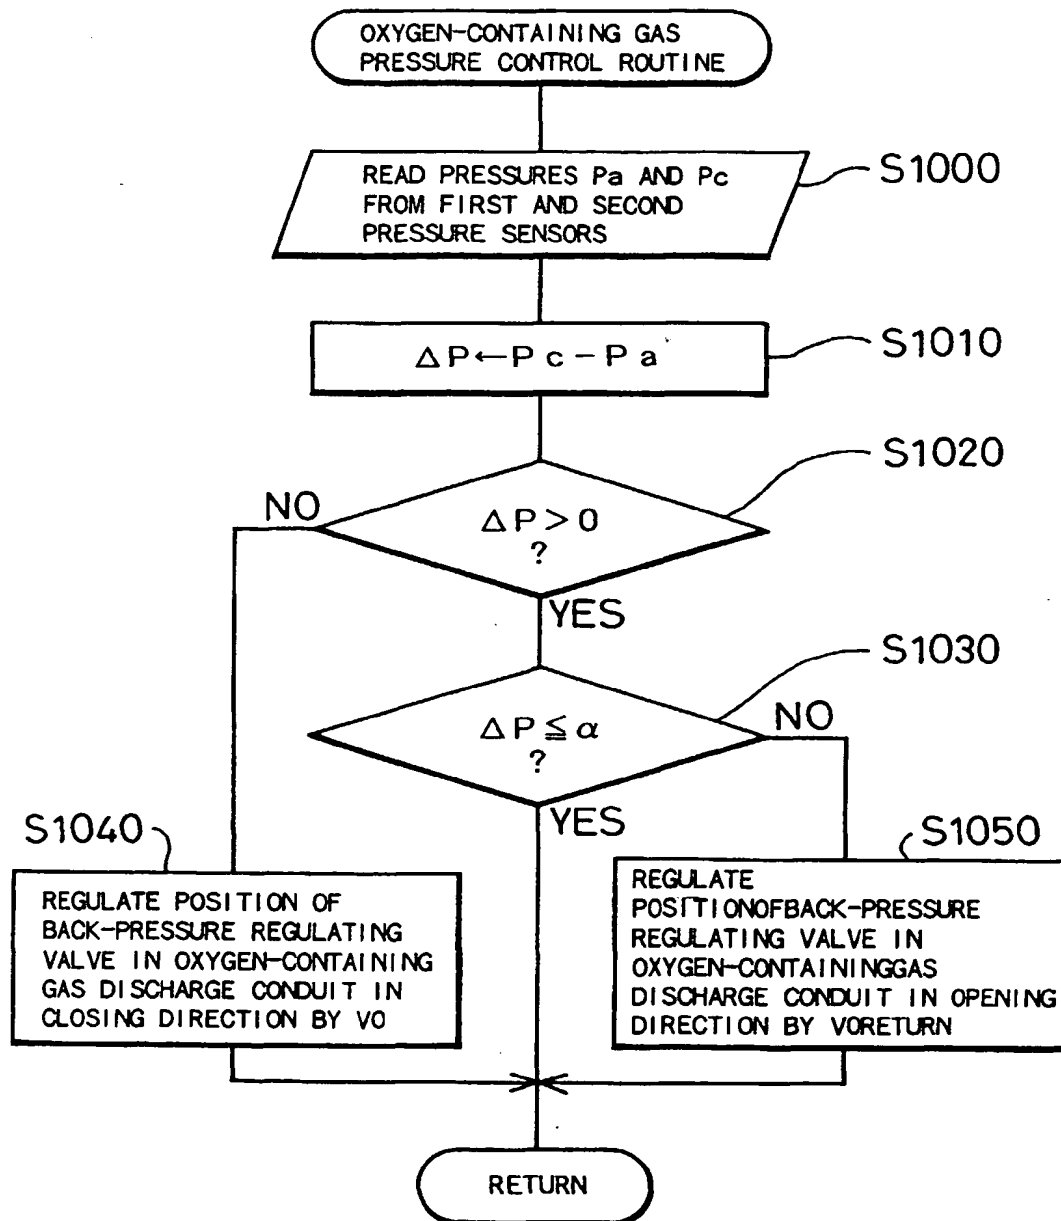 OXYGEN-CONTAINING GAS
PRESSURE CONTROL ROUTINE
READ PRESSURES Pa AND Pc
FROM FIRST AND SECOND
PRESSURE SENSORS
S1000
ΔP←Pc-Pa
S1010
S1020
ΔP>0
?
NO
YES
S1030
ΔP≦α
?
NO
YES
S1040
REGULATE POSITION OF
BACK-PRESSURE REGULATING
VALVE IN OXYGEN-CONTAINING
GAS DISCHARGE CONDUIT IN
CLOSING DIRECTION BY VO
S1050
REGULATE
POSITIONOFBACK-PRESSURE
REGULATING VALVE IN
OXYGEN-CONTAININGGAS
DISCHARGE CONDUIT IN OPENING
DIRECTION BY VORETURN
RETURN